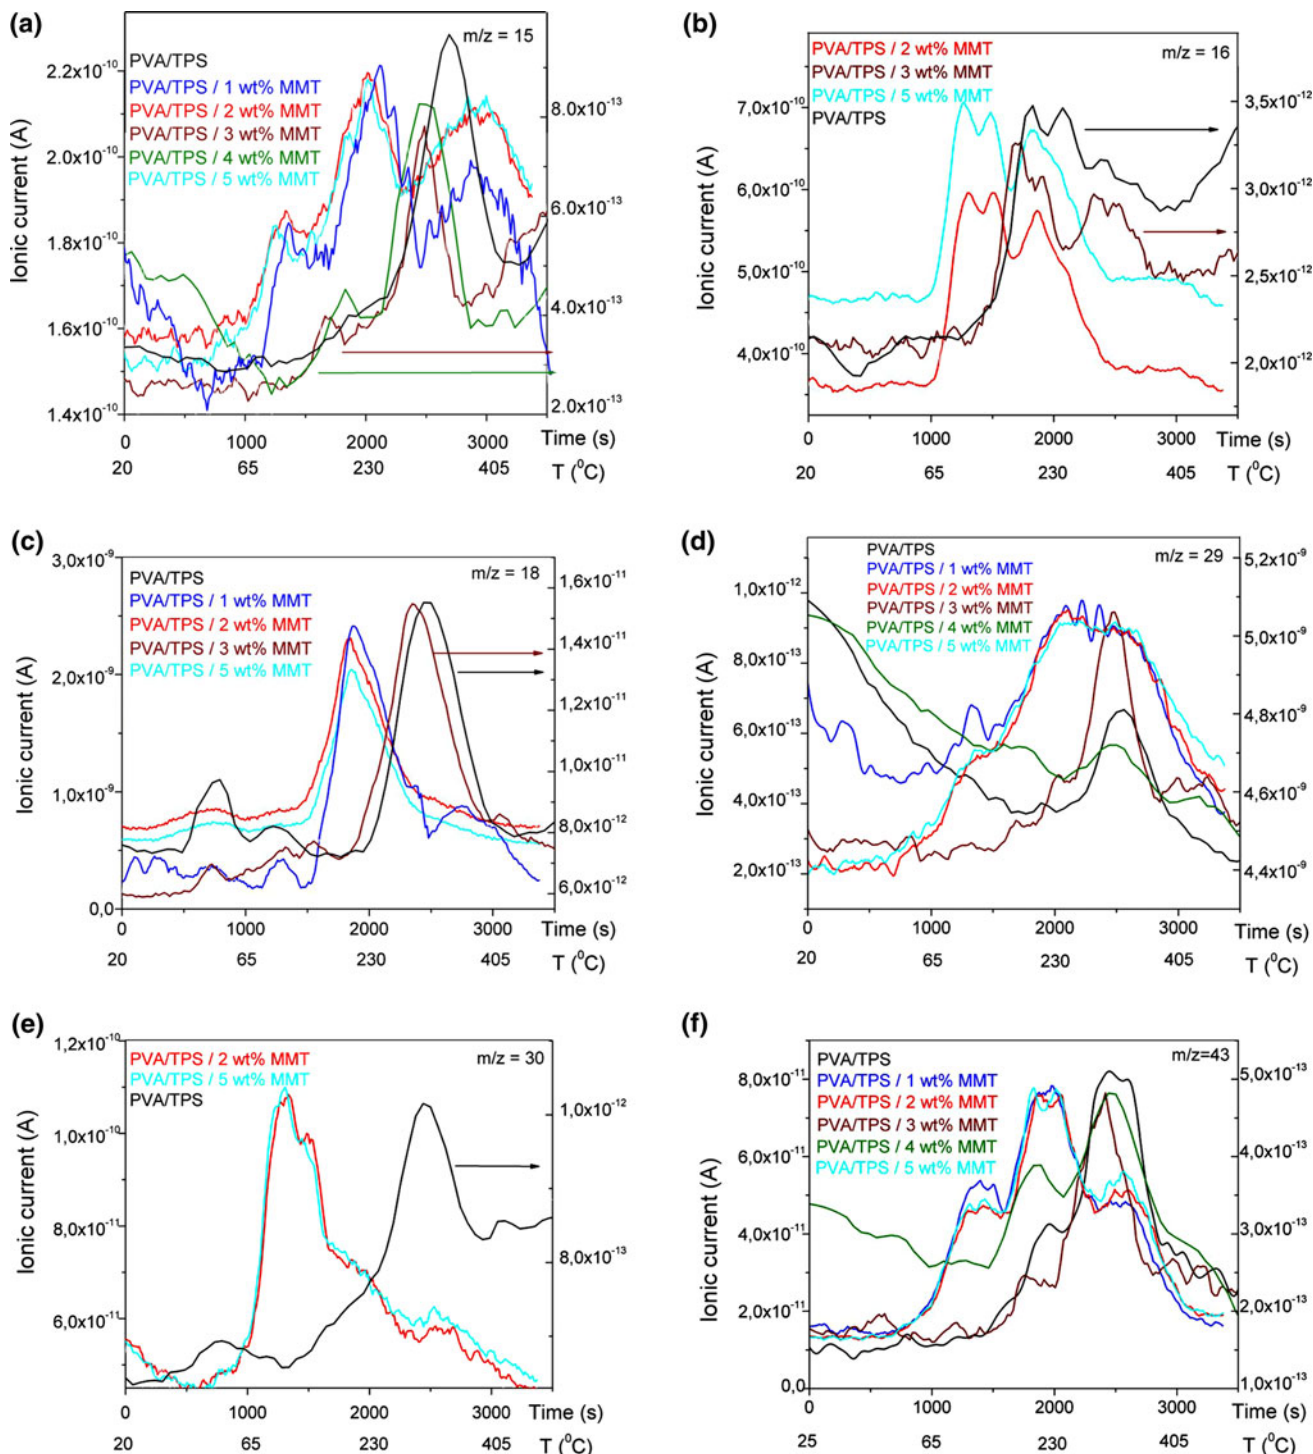 (a)
m/z = 15
PVA/TPS
PVA/TPS / 1 wt% MMT
PVA/TPS / 2 wt% MMT
PVA/TPS / 3 wt% MMT
PVA/TPS / 4 wt% MMT
PVA/TPS / 5 wt% MMT
Ionic current (A)
2.2x10⁻¹⁰
2.0x10⁻¹⁰
1.8x10⁻¹⁰
1.6x10⁻¹⁰
1.4x10⁻¹⁰
8.0x10⁻¹³
6.0x10⁻¹³
4.0x10⁻¹³
2.0x10⁻¹³
0 1000 2000 3000 Time (s)
20 65 230 405 T (⁰C)
(b)
m/z = 16
PVA/TPS / 2 wt% MMT
PVA/TPS / 3 wt% MMT
PVA/TPS / 5 wt% MMT
PVA/TPS
Ionic current (A)
7,0x10⁻¹⁰
6,0x10⁻¹⁰
5,0x10⁻¹⁰
4,0x10⁻¹⁰
3,5x10⁻¹²
3,0x10⁻¹²
2,5x10⁻¹²
2,0x10⁻¹²
0 1000 2000 3000 Time (s)
20 65 230 405 T (⁰C)
(c)
m/z = 18
PVA/TPS
PVA/TPS / 1 wt% MMT
PVA/TPS / 2 wt% MMT
PVA/TPS / 3 wt% MMT
PVA/TPS / 5 wt% MMT
Ionic current (A)
3,0x10⁻⁹
2,0x10⁻⁹
1,0x10⁻⁹
0,0
1,6x10⁻¹¹
1,4x10⁻¹¹
1,2x10⁻¹¹
1,0x10⁻¹¹
8,0x10⁻¹²
6,0x10⁻¹²
0 1000 2000 3000 Time (s)
20 65 230 405 T (⁰C)
(d)
m/z = 29
PVA/TPS
PVA/TPS / 1 wt% MMT
PVA/TPS / 2 wt% MMT
PVA/TPS / 3 wt% MMT
PVA/TPS / 4 wt% MMT
PVA/TPS / 5 wt% MMT
Ionic current (A)
1,0x10⁻¹²
8,0x10⁻¹³
6,0x10⁻¹³
4,0x10⁻¹³
2,0x10⁻¹³
5,2x10⁻⁹
5,0x10⁻⁹
4,8x10⁻⁹
4,6x10⁻⁹
4,4x10⁻⁹
0 1000 2000 3000 Time (s)
20 65 230 405 T (⁰C)
(e)
m/z = 30
PVA/TPS / 2 wt% MMT
PVA/TPS / 5 wt% MMT
PVA/TPS
Ionic current (A)
1,2x10⁻¹⁰
1,0x10⁻¹⁰
8,0x10⁻¹¹
6,0x10⁻¹¹
1,0x10⁻¹²
8,0x10⁻¹³
0 1000 2000 3000 Time (s)
20 65 230 405 T (⁰C)
(f)
m/z=43
PVA/TPS
PVA/TPS / 1 wt% MMT
PVA/TPS / 2 wt% MMT
PVA/TPS / 3 wt% MMT
PVA/TPS / 4 wt% MMT
PVA/TPS / 5 wt% MMT
Ionic current (A)
8,0x10⁻¹¹
6,0x10⁻¹¹
4,0x10⁻¹¹
2,0x10⁻¹¹
0,0
5,0x10⁻¹³
4,0x10⁻¹³
3,0x10⁻¹³
2,0x10⁻¹³
1,0x10⁻¹³
0 1000 2000 3000 Time (s)
25 65 230 405 T (⁰C)